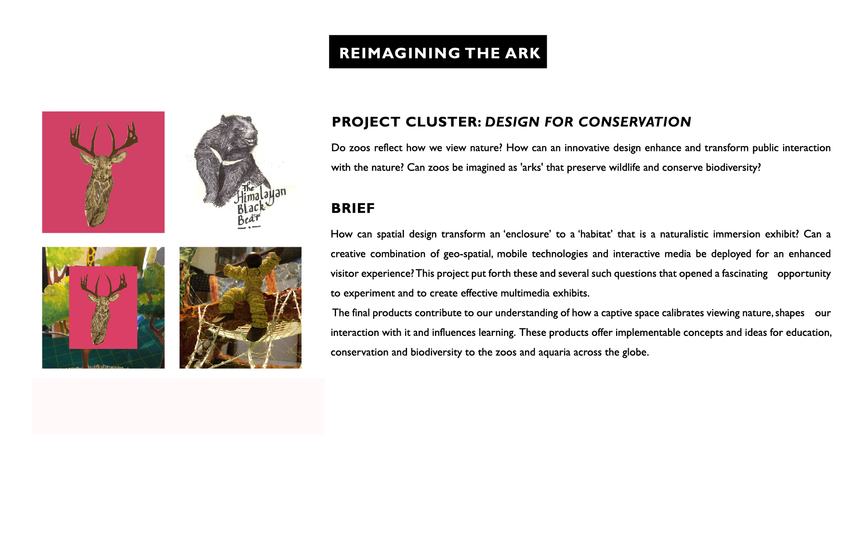 REIMAGINING THE ARK
The
Himalayan
Black
Bear
PROJECT CLUSTER: DESIGN FOR CONSERVATION
Do zoos reflect how we view nature? How can an innovative design enhance and transform public interaction
with the nature? Can zoos be imagined as 'arks' that preserve wildlife and conserve biodiversity?
BRIEF
How can spatial design transform an ‘enclosure’ to a ‘habitat’ that is a naturalistic immersion exhibit? Can a
creative combination of geo-spatial, mobile technologies and interactive media be deployed for an enhanced
visitor experience? This project put forth these and several such questions that opened a fascinating opportunity
to experiment and to create effective multimedia exhibits.
The final products contribute to our understanding of how a captive space calibrates viewing nature, shapes our
interaction with it and influences learning. These products offer implementable concepts and ideas for education,
conservation and biodiversity to the zoos and aquaria across the globe.